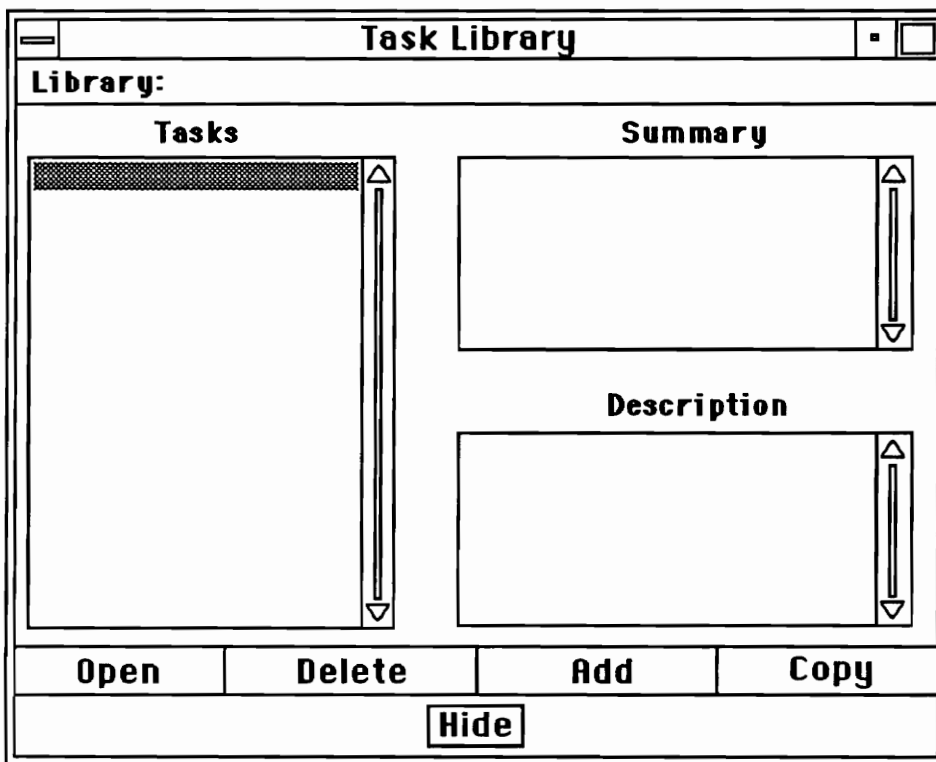 Task Library
Library:
Tasks
Summary
Description
Open Delete Add Copy
Hide